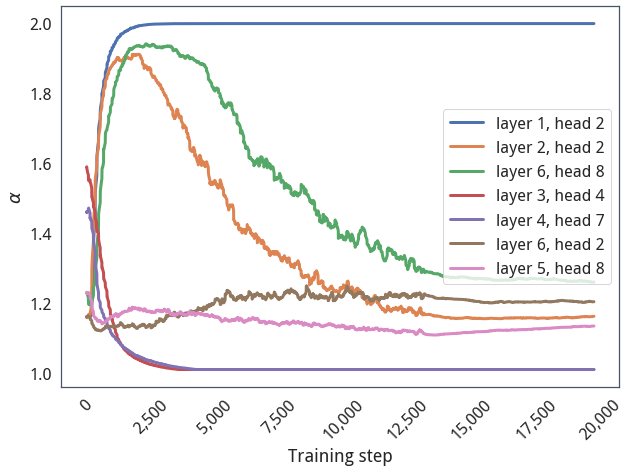 2.0
1.8
1.6
1.4
1.2
1.0
α
layer 1, head 2
layer 2, head 2
layer 6, head 8
layer 3, head 4
layer 4, head 7
layer 6, head 2
layer 5, head 8
0 2,500 5,000 7,500 10,000 12,500 15,000 17,500 20,000
Training step